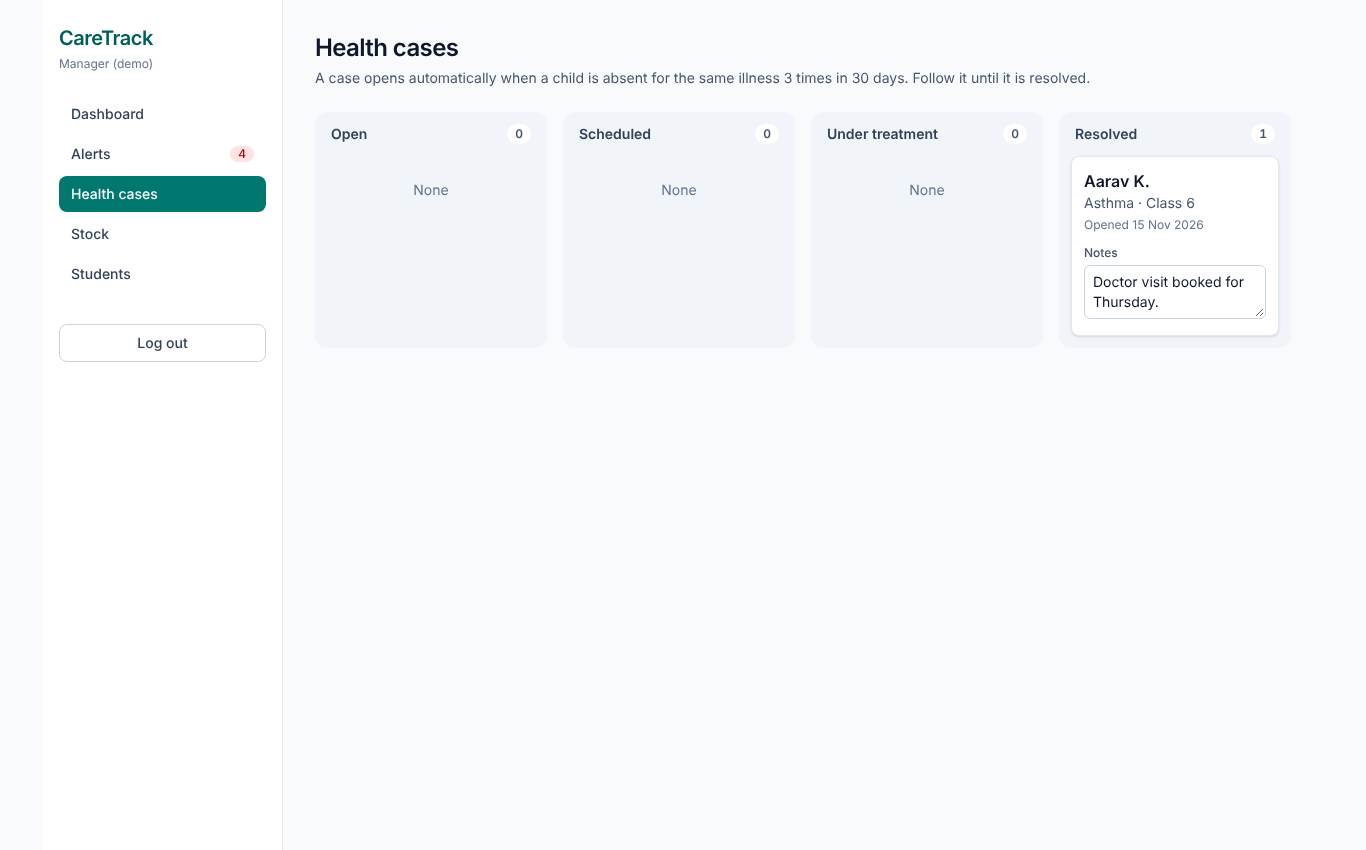 CareTrack
Manager (demo)
Dashboard
Alerts 4
Health cases
Stock
Students
Log out
Health cases
A case opens automatically when a child is absent for the same illness 3 times in 30 days. Follow it until it is resolved.
Open 0
None
Scheduled 0
None
Under treatment 0
None
Resolved 1
Aarav K.
Asthma · Class 6
Opened 15 Nov 2026
Notes
Doctor visit booked for
Thursday.